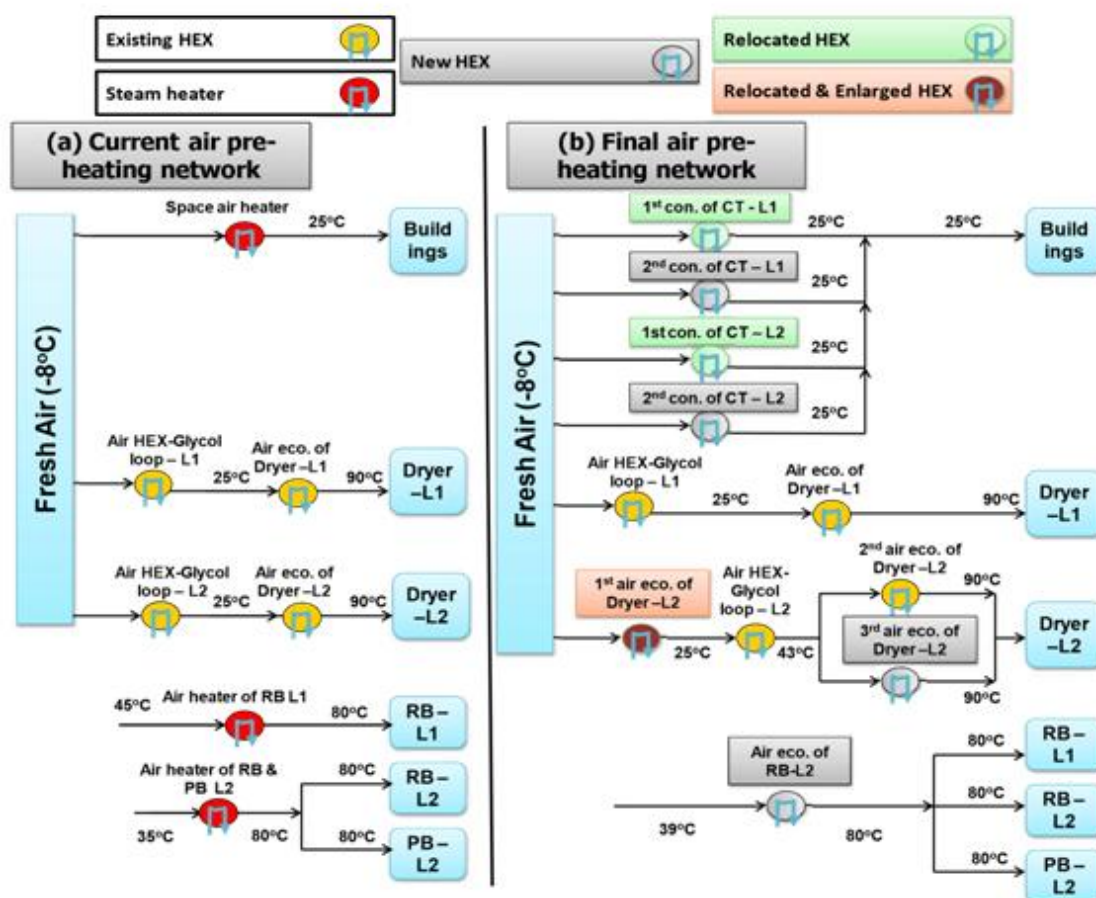 Existing HEX
Steam heater
New HEX
Relocated HEX
Relocated & Enlarged HEX
(a) Current air pre-
heating network
Fresh Air (-8°C)
Space air heater
25°C
Build
ings
Air HEX-Glycol
loop – L1
25°C
Air eco. of
Dryer –L1
90°C
Dryer
–L1
Air HEX-Glycol
loop – L2
25°C
Air eco. of
Dryer –L2
90°C
Dryer
–L2
45°C
Air heater of RB L1
80°C
RB –
L1
Air heater of RB &
PB L2
35°C
80°C
80°C
RB –
L2
80°C
PB –
L2
(b) Final air pre-
heating network
Fresh Air (-8°C)
1st con. of CT - L1
25°C
25°C
Build
ings
2nd con. of CT – L1
25°C
1st con. of CT – L2
25°C
2nd con. of CT – L2
25°C
Air HEX-Glycol
loop – L1
25°C
Air eco. of
Dryer –L1
90°C
Dryer
–L1
1st air eco. of
Dryer –L2
25°C
Air HEX-
Glycol
loop – L2
43°C
2nd air eco. of
Dryer –L2
90°C
3rd air eco. of
Dryer –L2
90°C
Dryer
–L2
Air eco. of
RB-L2
39°C
80°C
80°C
RB –
L1
80°C
RB –
L2
80°C
PB –
L2